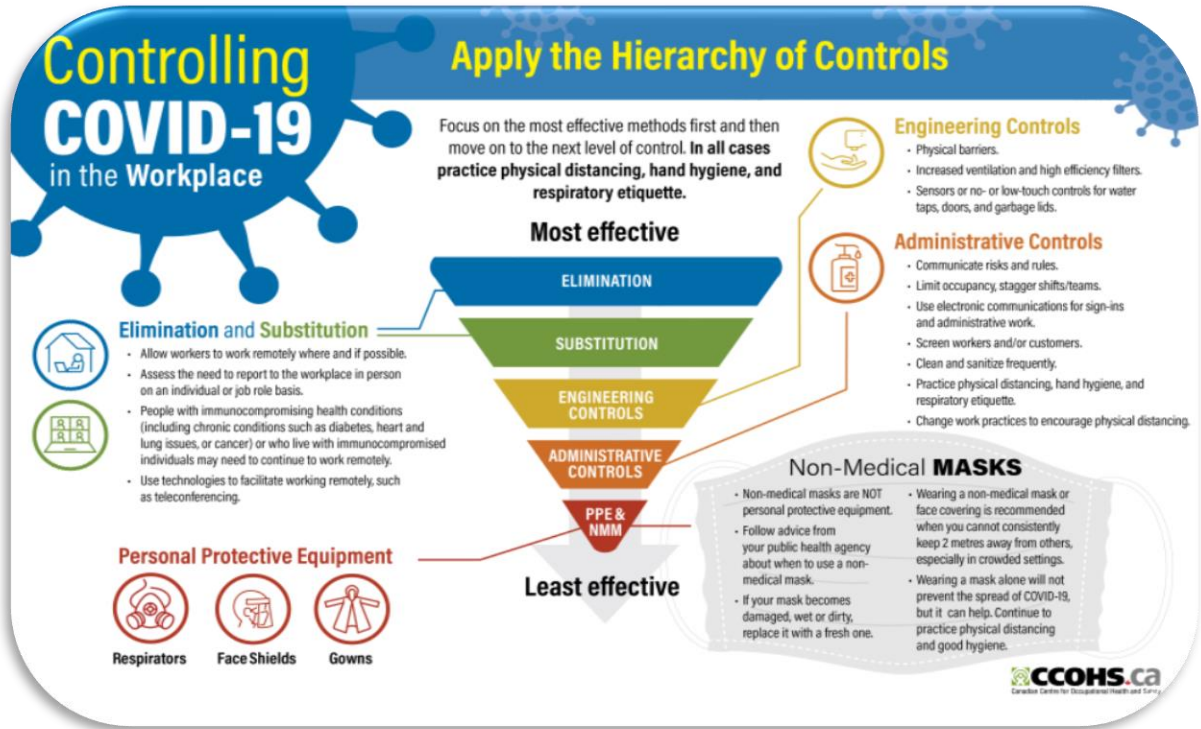 Controlling
COVID-19
in the Workplace
Apply the Hierarchy of Controls
Focus on the most effective methods first and then
move on to the next level of control. In all cases
practice physical distancing, hand hygiene, and
respiratory etiquette.
Most effective
ELIMINATION
SUBSTITUTION
ENGINEERING
CONTROLS
ADMINISTRATIVE
CONTROLS
PPE &
NMM
Least effective
Elimination and Substitution
• Allow workers to work remotely where and if possible.
• Assess the need to report to the workplace in person
on an individual or job role basis.
• People with immunocompromising health conditions
(including chronic conditions such as diabetes, heart and
lung issues, or cancer) or who live with immunocompromised
individuals may need to continue to work remotely.
• Use technologies to facilitate working remotely, such
as teleconferencing.
Personal Protective Equipment
Respirators
Face Shields
Gowns
Engineering Controls
• Physical barriers.
• Increased ventilation and high efficiency filters.
• Sensors or no- or low-touch controls for water
taps, doors, and garbage lids.
Administrative Controls
• Communicate risks and rules.
• Limit occupancy, stagger shifts/teams.
• Use electronic communications for sign-ins
and administrative work.
• Screen workers and/or customers.
• Clean and sanitize frequently.
• Practice physical distancing, hand hygiene, and
respiratory etiquette.
• Change work practices to encourage physical distancing.
Non-Medical MASKS
• Non-medical masks are NOT
personal protective equipment.
• Follow advice from
your public health agency
about when to use a non-
medical mask.
• If your mask becomes
damaged, wet or dirty,
replace it with a fresh one.
• Wearing a non-medical mask or
face covering is recommended
when you cannot consistently
keep 2 metres away from others,
especially in crowded settings.
• Wearing a mask alone will not
prevent the spread of COVID-19,
but it can help. Continue to
practice physical distancing
and good hygiene.
CCOHS.ca
Canadian Centre for Occupational Health and Safety